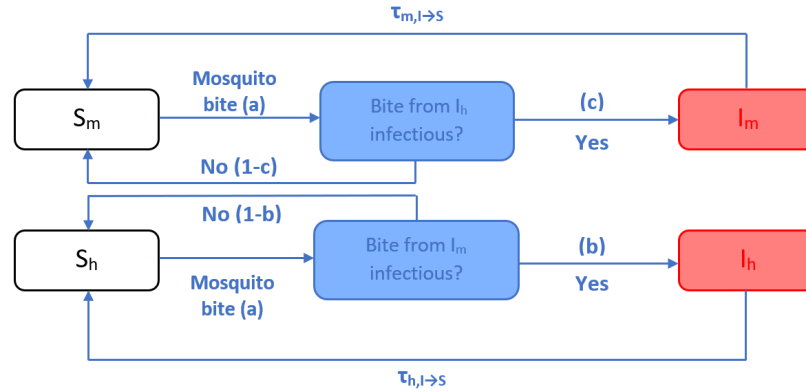 τm,I→S
Mosquito
bite (a)
Sm
Bite from Ih
infectious?
(c)
Yes
Im
No (1-c)
No (1-b)
Sh
Bite from Im
infectious?
(b)
Yes
Ih
Mosquito
bite (a)
τh,I→S